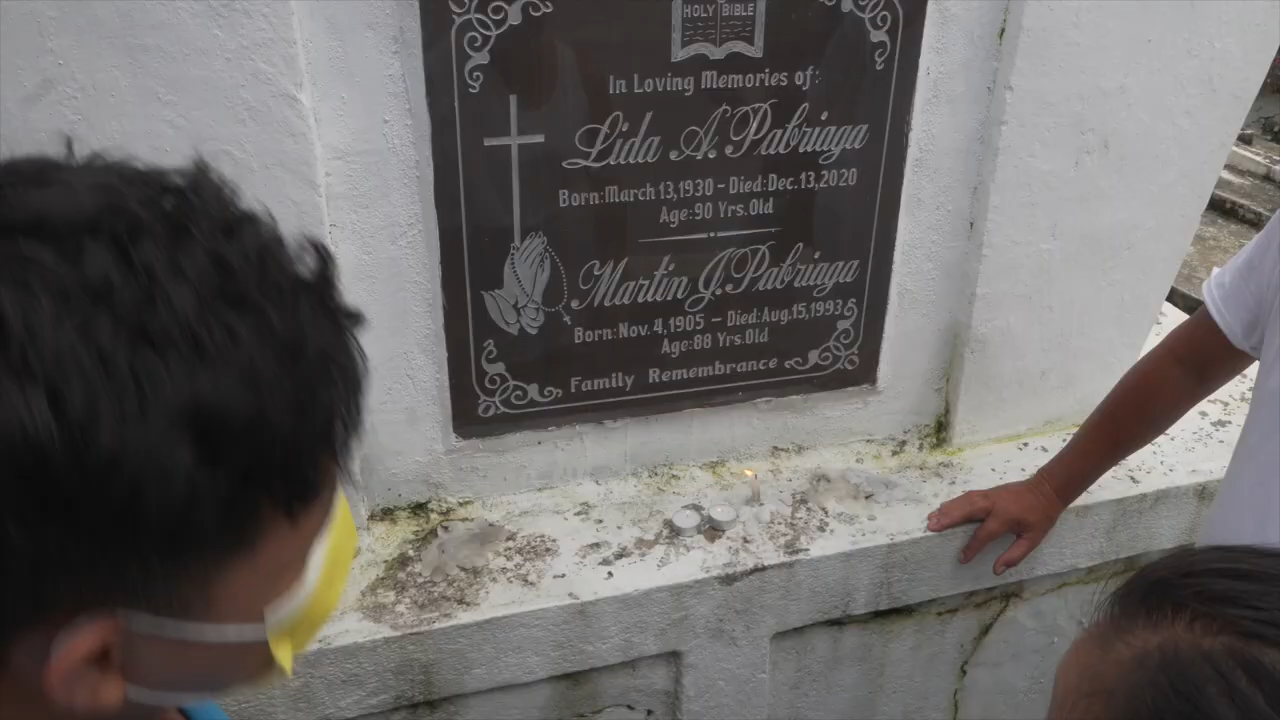 HOLY BIBLE
In Loving Memories of:
Lida A. Pabriaga
Born:March 13,1930 - Died:Dec.13,2020
Age:90 Yrs.Old
Martin J. Pabriaga
Born:Nov. 4,1905 - Died:Aug.15,1993
Age:88 Yrs.Old
Family Remembrance